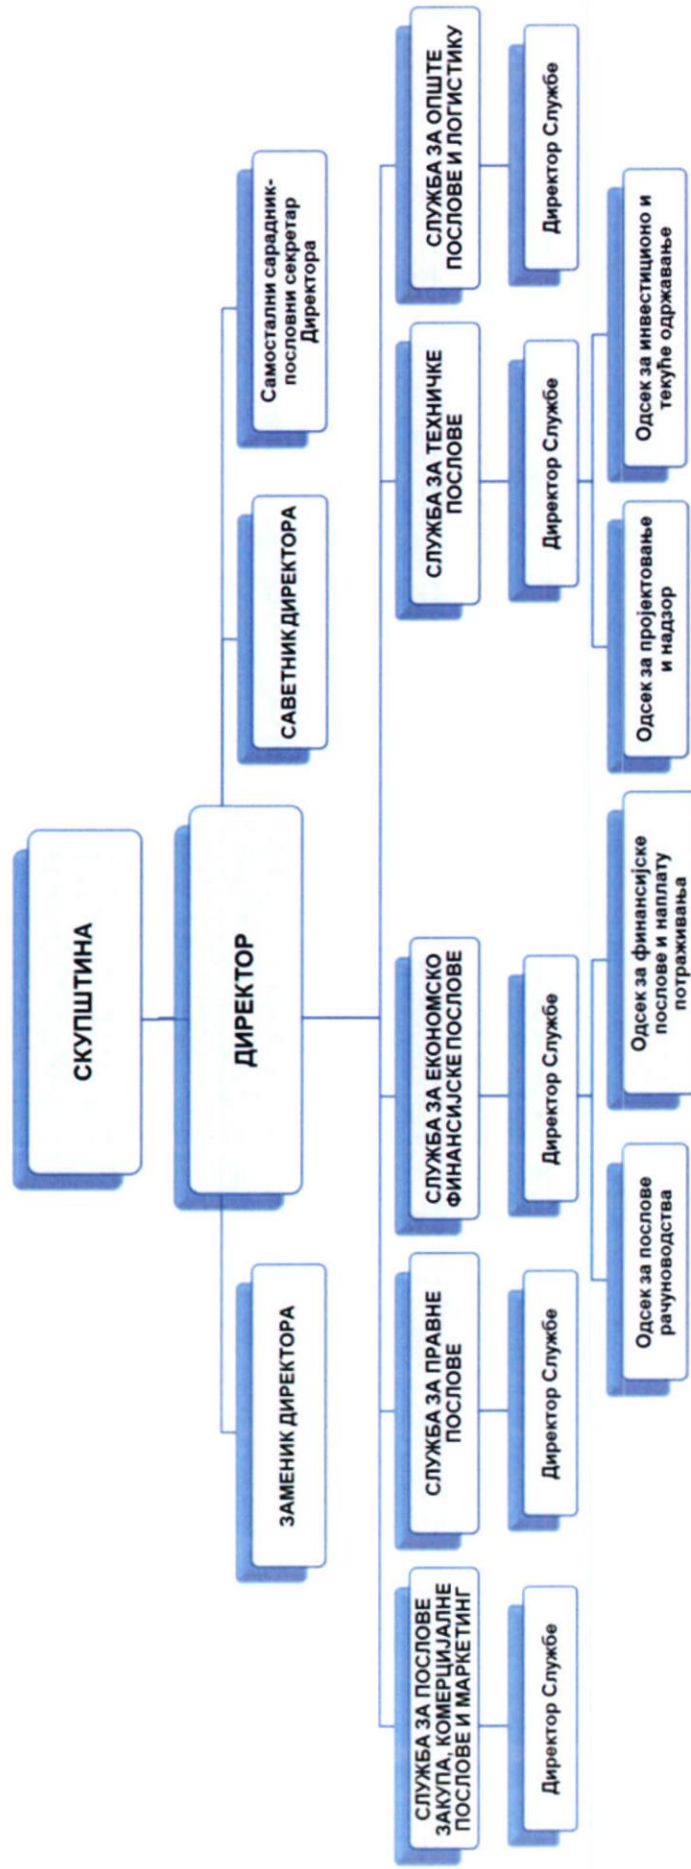 СКУПШТИНА
ДИРЕКТОР
ЗАМЕНИК ДИРЕКТОРА
САВЕТНИК ДИРЕКТОРА
Самостални сарадник-
пословни секретар
Директора
СЛУЖБА ЗА ПОСЛОВЕ
ЗАКУПА, КОМЕРЦИЈАЛНЕ
ПОСЛОВЕ И МАРКЕТИНГ
СЛУЖБА ЗА ПРАВНЕ
ПОСЛОВЕ
СЛУЖБА ЗА ЕКОНОМСКО
ФИНАНСИЈСКЕ ПОСЛОВЕ
СЛУЖБА ЗА ТЕХНИЧКЕ
ПОСЛОВЕ
СЛУЖБА ЗА ОПШТЕ
ПОСЛОВЕ И ЛОГИСТИКУ
Директор Службе
Директор Службе
Директор Службе
Директор Службе
Директор Службе
Одсек за послове
рачуноводства
Одсек за финансијске
послове и наплату
потраживања
Одсек за пројектовање
и надзор
Одсек за инвестиционо и
текуће одржавање